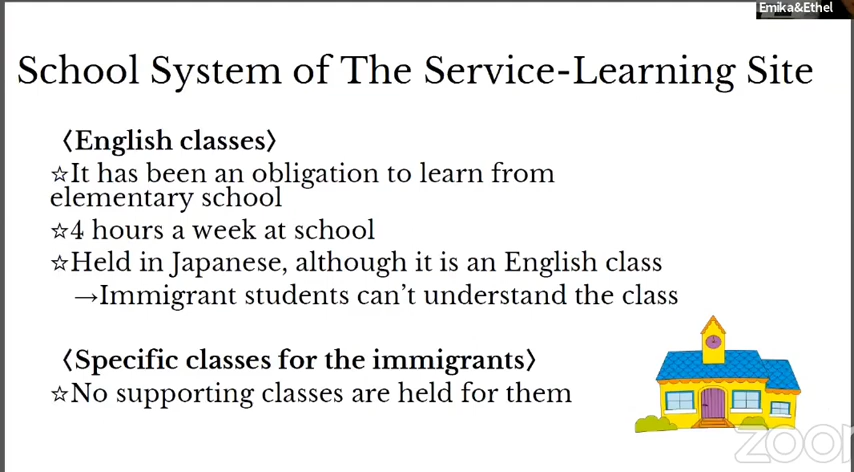 Emika&Ethel
School System of The Service-Learning Site
〈English classes〉
☆It has been an obligation to learn from
elementary school
☆4 hours a week at school
☆Held in Japanese, although it is an English class
→Immigrant students can't understand the class
〈Specific classes for the immigrants〉
☆No supporting classes are held for them
zoom